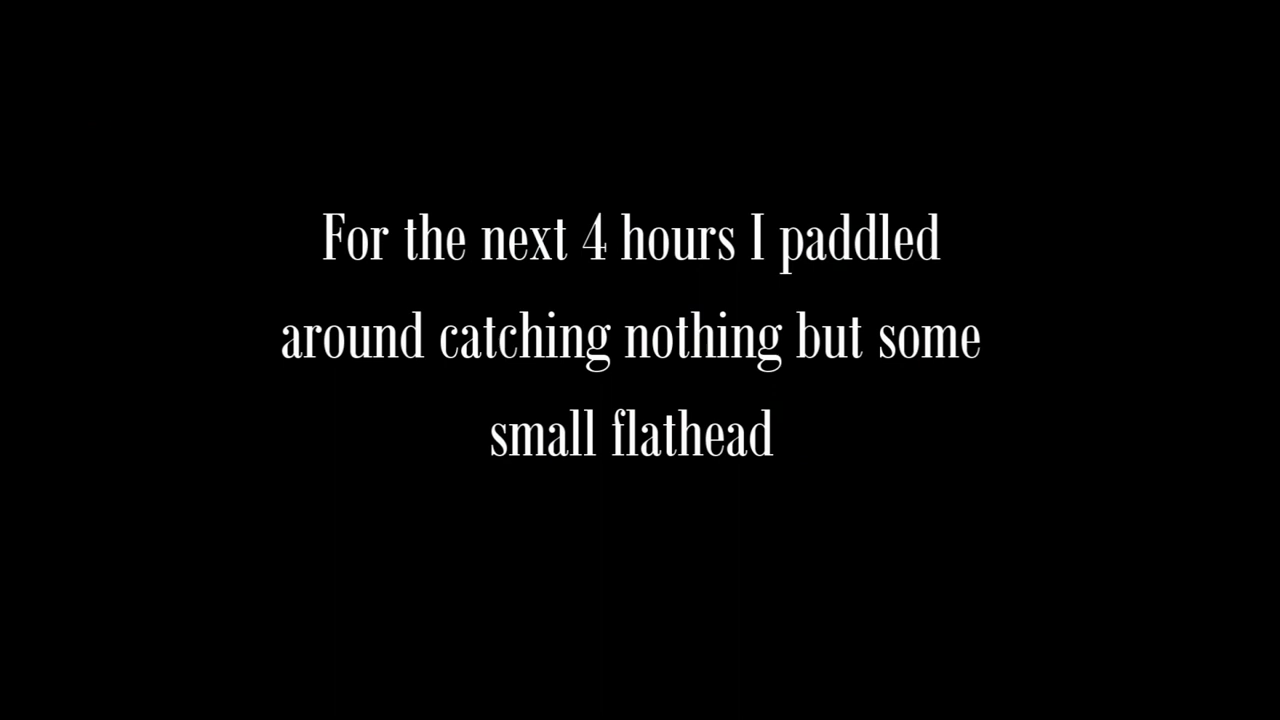 For the next 4 hours I paddled
around catching nothing but some
small flathead